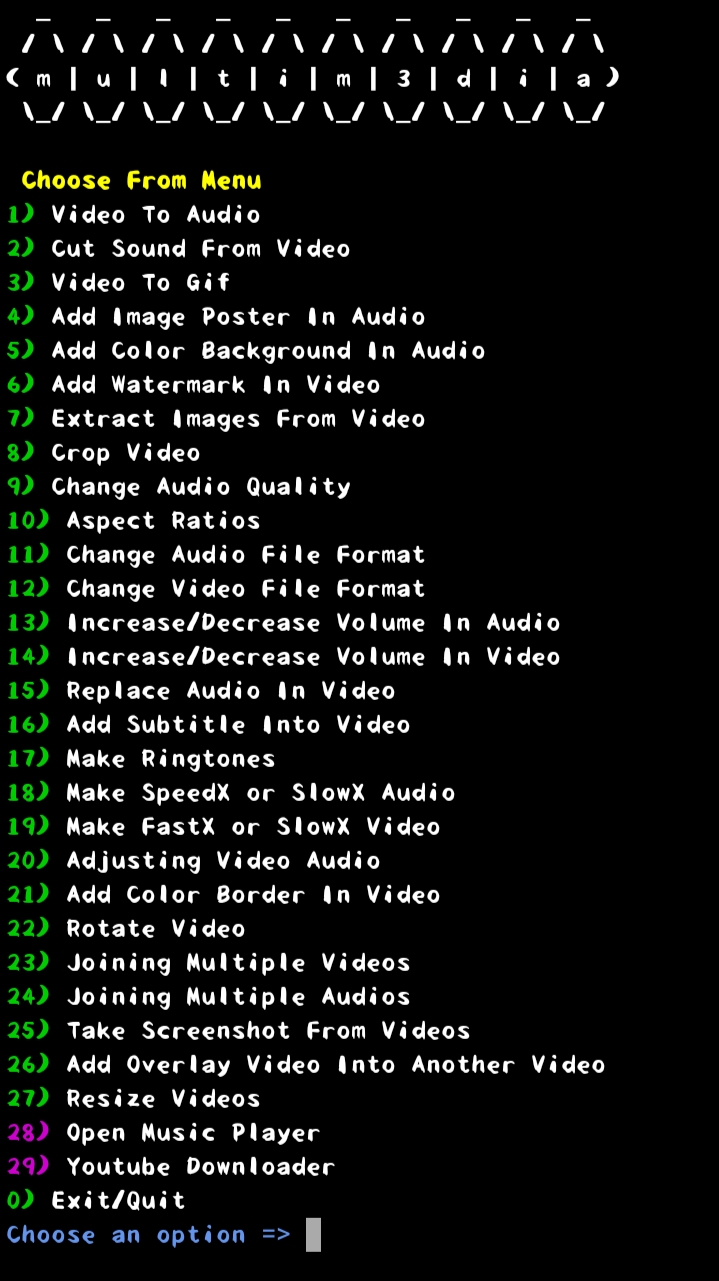 ( m | u | l | t | i | m | 3 | d | i | a )
Choose From Menu
1) Video To Audio
2) Cut Sound From Video
3) Video To Gif
4) Add Image Poster In Audio
5) Add Color Background In Audio
6) Add Watermark In Video
7) Extract Images From Video
8) Crop Video
9) Change Audio Quality
10) Aspect Ratios
11) Change Audio File Format
12) Change Video File Format
13) Increase/Decrease Volume In Audio
14) Increase/Decrease Volume In Video
15) Replace Audio In Video
16) Add Subtitle Into Video
17) Make Ringtones
18) Make SpeedX or SlowX Audio
19) Make FastX or SlowX Video
20) Adjusting Video Audio
21) Add Color Border In Video
22) Rotate Video
23) Joining Multiple Videos
24) Joining Multiple Audios
25) Take Screenshot From Videos
26) Add Overlay Video Into Another Video
27) Resize Videos
28) Open Music Player
29) Youtube Downloader
0) Exit/Quit
Choose an option =>